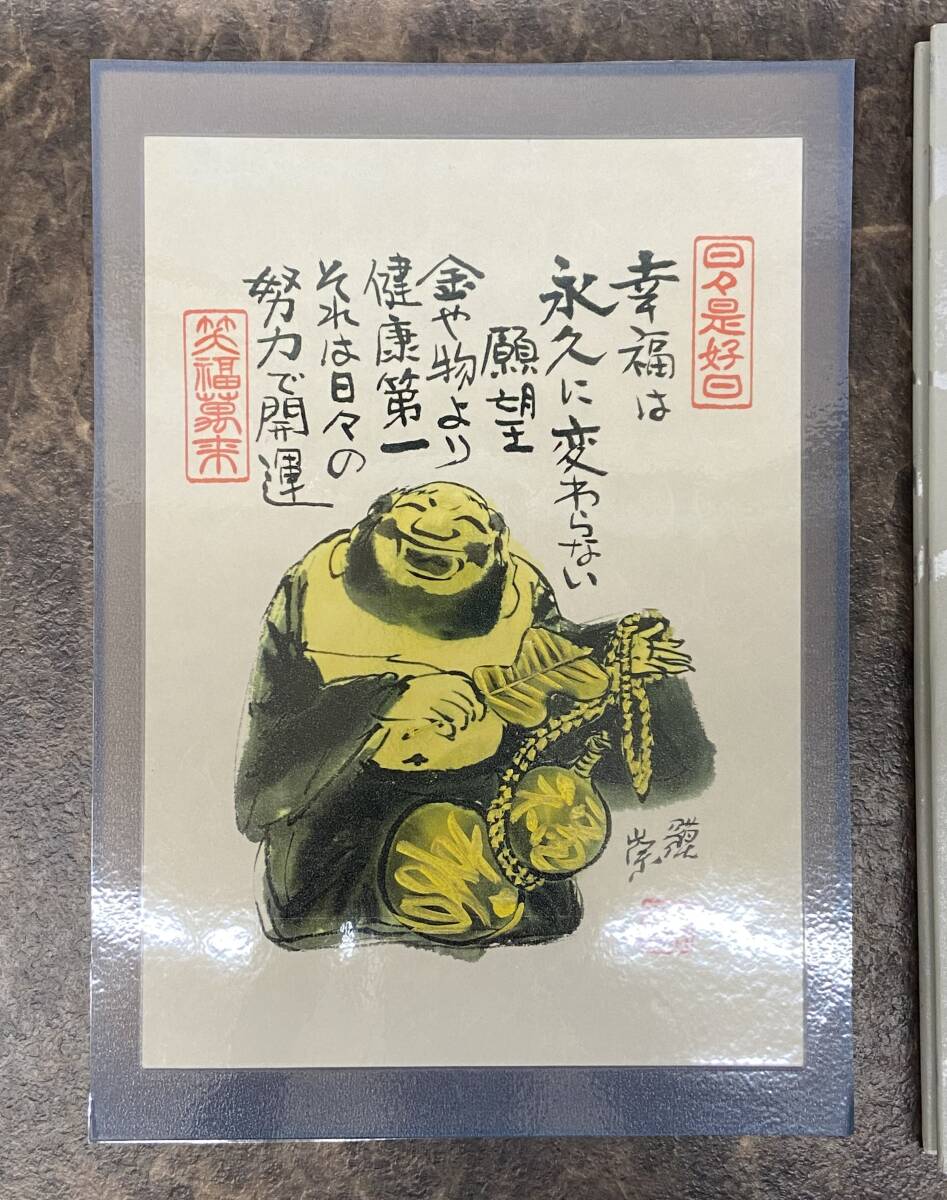 日々是好日
幸福は
永久に変わらない
願望
金や物より
健康第一
それは日々の
努力で開運
笑福萬来